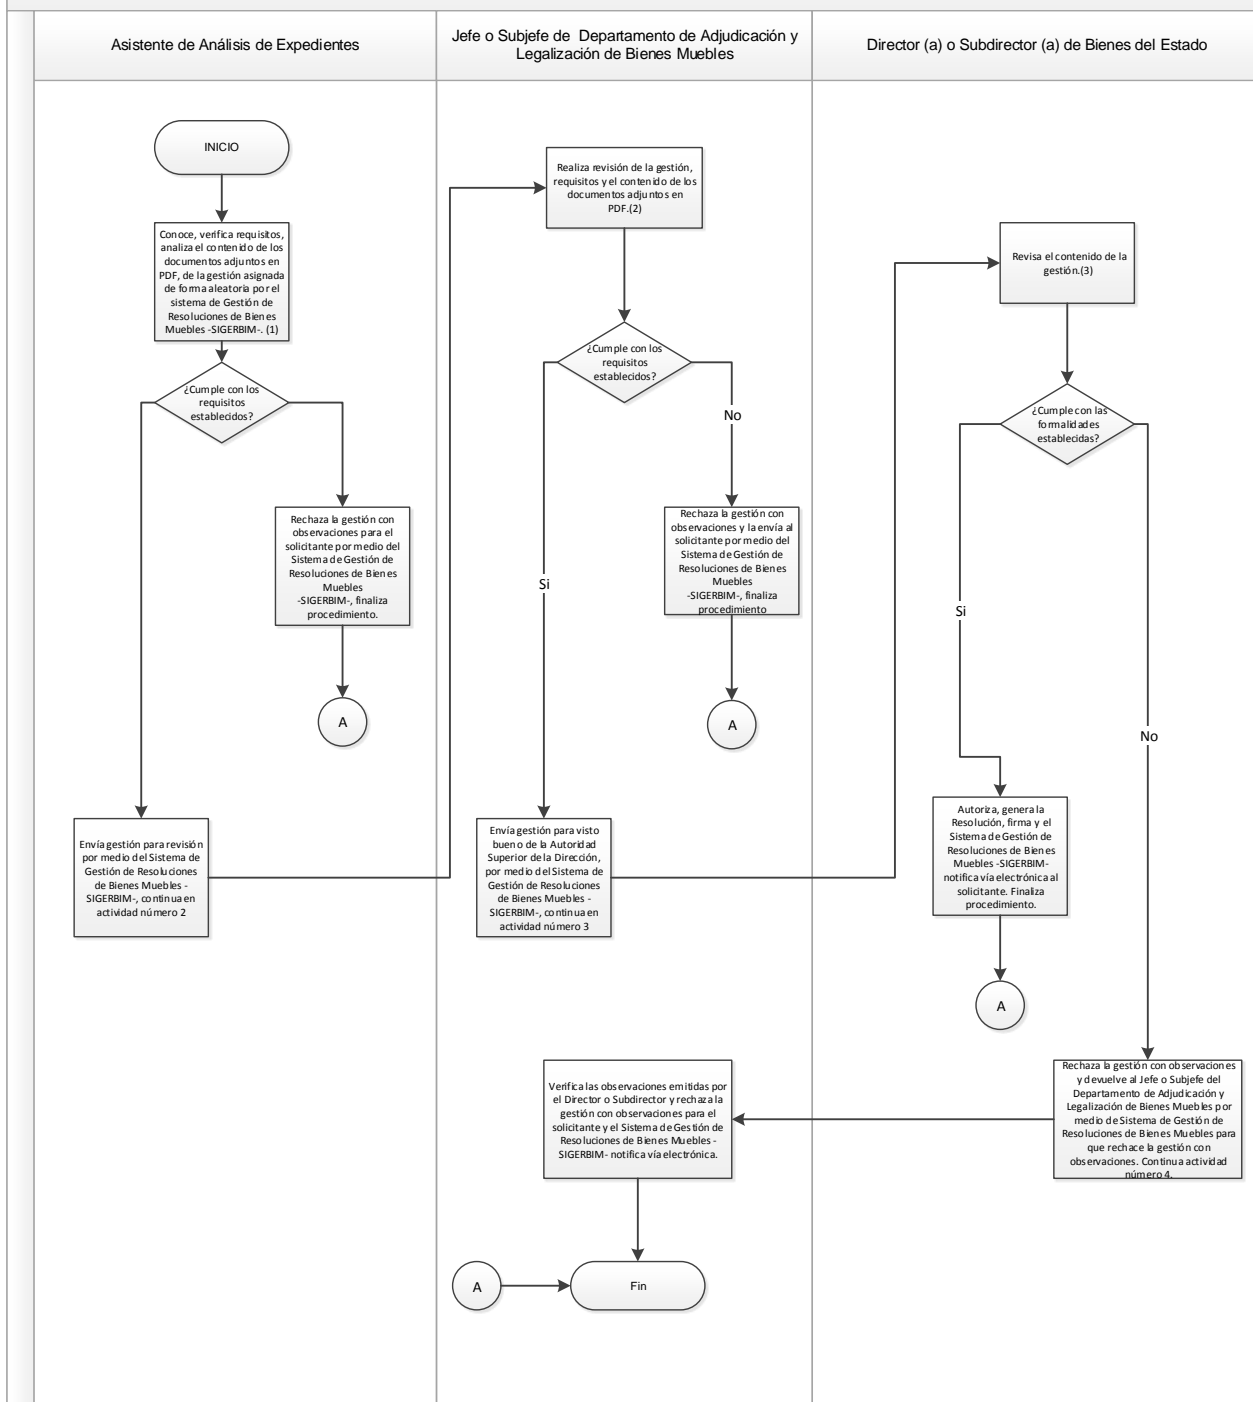 Asistente de Análisis de Expedientes
Jefe o Subjefe de Departamento de Adjudicación y
Legalización de Bienes Muebles
Director (a) o Subdirector (a) de Bienes del Estado
INICIO
Conoce, verifica requisitos,
analiza el contenido de los
documentos adjuntos en
PDF, de la gestión asignada
de forma aleatoria por el
sistema de Gestión de
Resoluciones de Bienes
Muebles -SIGERBIM-. (1)
¿Cumple con los
requisitos
establecidos?
Rechaza la gestión con
observaciones para el
solicitante por medio del
Sistema de Gestión de
Resoluciones de Bienes
Muebles
-SIGERBIM-, finaliza
procedimiento.
A
Envía gestión para revisión
por medio del Sistema de
Gestión de Resoluciones
de Bienes Muebles -
SIGERBIM-, continua en
actividad número 2
Realiza revisión de la gestión,
requisitos y el contenido de los
documentos adjuntos en
PDF.(2)
¿Cumple con los
requisitos
establecidos?
No
Rechaza la gestión con
observaciones y la envía al
solicitante por medio del
Sistema de Gestión de
Resoluciones de Bienes
Muebles
-SIGERBIM-, finaliza
procedimiento
Si
A
Envía gestión para visto
bueno de la Autoridad
Superior de la Dirección,
por medio del Sistema de
Gestión de Resoluciones
de Bienes Muebles -
SIGERBIM-, continua en
actividad número 3
Revisa el contenido de la
gestión.(3)
¿Cumple con las
formalidades
establecidas?
Si
No
Autoriza, genera la
Resolución, firma y el
Sistema de Gestión de
Resoluciones de Bienes
Muebles -SIGERBIM-
notifica vía electrónica al
solicitante. Finaliza
procedimiento.
A
Rechaza la gestión con observaciones
y devuelve al Jefe o Subjefe del
Departamento de Adjudicación y
Legalización de Bienes Muebles por
medio de Sistema de Gestión de
Resoluciones de Bienes Muebles para
que rechace la gestión con
observaciones. Continua actividad
número 4.
Verifica las observaciones emitidas por
el Director o Subdirector y rechaza la
gestión con observaciones para el
solicitante y el Sistema de Gestión de
Resoluciones de Bienes Muebles -
SIGERBIM- notifica vía electrónica.
A
Fin